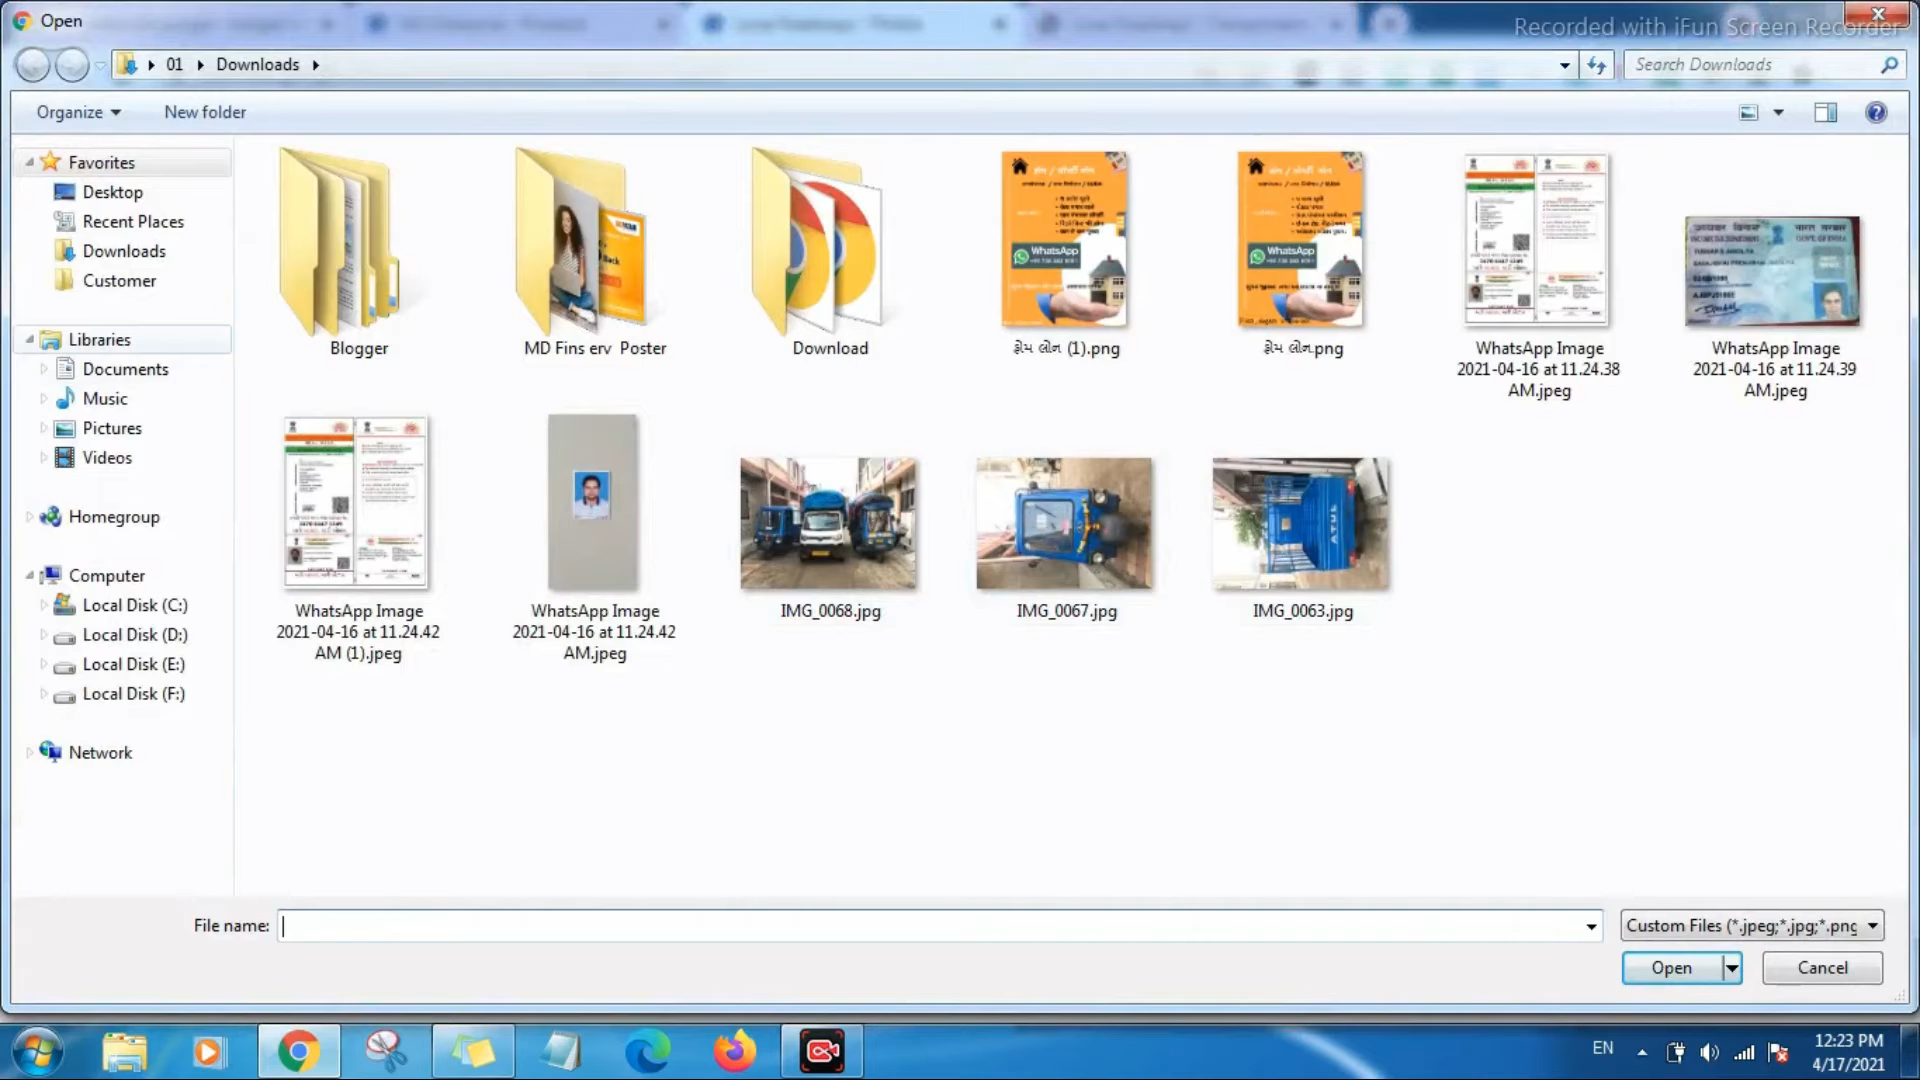 Open
Recorded with iFun Screen Recorder
01
Downloads
Search Downloads
Organize
New folder
Favorites
Desktop
Recent Places
Downloads
Customer
Libraries
Documents
Music
Pictures
Videos
Homegroup
Computer
Local Disk (C:)
Local Disk (D:)
Local Disk (E:)
Local Disk (F:)
Network
WhatsApp
WhatsApp
Blogger
MD Fins erv Poster
Download
હોમ લોન (1).png
હોમ લોન.png
WhatsApp Image
2021-04-16 at 11.24.38
AM.jpeg
WhatsApp Image
2021-04-16 at 11.24.39
AM.jpeg
ATUL
WhatsApp Image
2021-04-16 at 11.24.42
AM (1).jpeg
WhatsApp Image
2021-04-16 at 11.24.42
AM.jpeg
IMG_0068.jpg
IMG_0067.jpg
IMG_0063.jpg
File name:
Custom Files (*.jpeg;*.jpg;*.png
Open
Cancel
EN
12:23 PM
4/17/2021